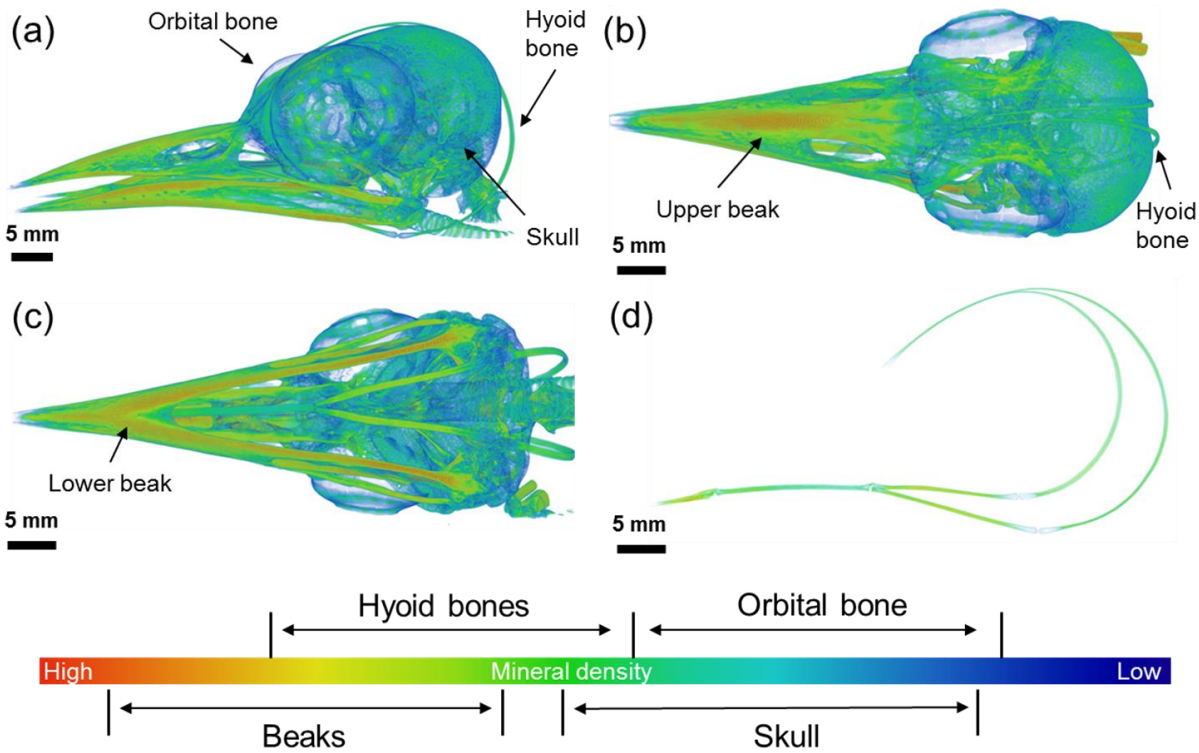 (a)
Orbital bone
Hyoid
bone
Skull
5 mm
(b)
Upper beak
Hyoid
bone
5 mm
(c)
Lower beak
5 mm
(d)
5 mm
Hyoid bones
Orbital bone
High
Mineral density
Low
Beaks
Skull